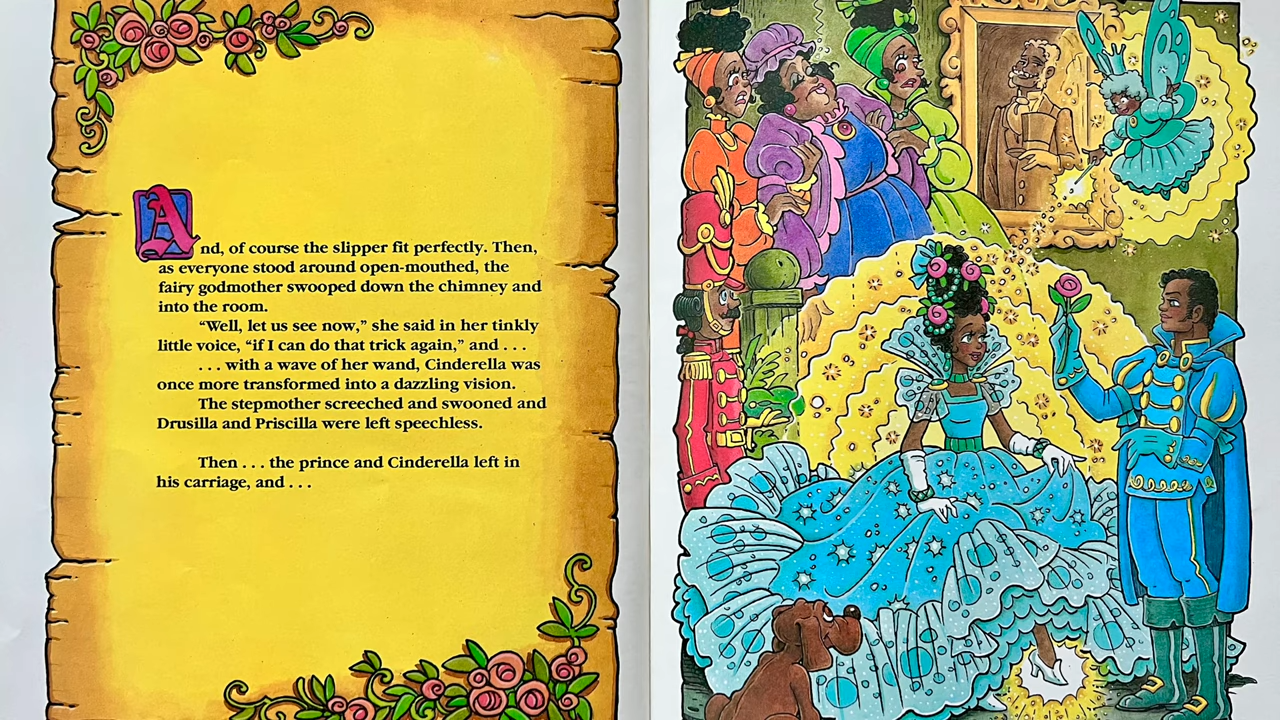 And, of course the slipper fit perfectly. Then,
as everyone stood around open-mouthed, the
fairy godmother swooped down the chimney and
into the room.
“Well, let us see now,” she said in her tinkly
little voice, “if I can do that trick again,” and . . .
. . . with a wave of her wand, Cinderella was
once more transformed into a dazzling vision.
The stepmother screeched and swooned and
Drusilla and Priscilla were left speechless.
Then . . . the prince and Cinderella left in
his carriage, and . . .